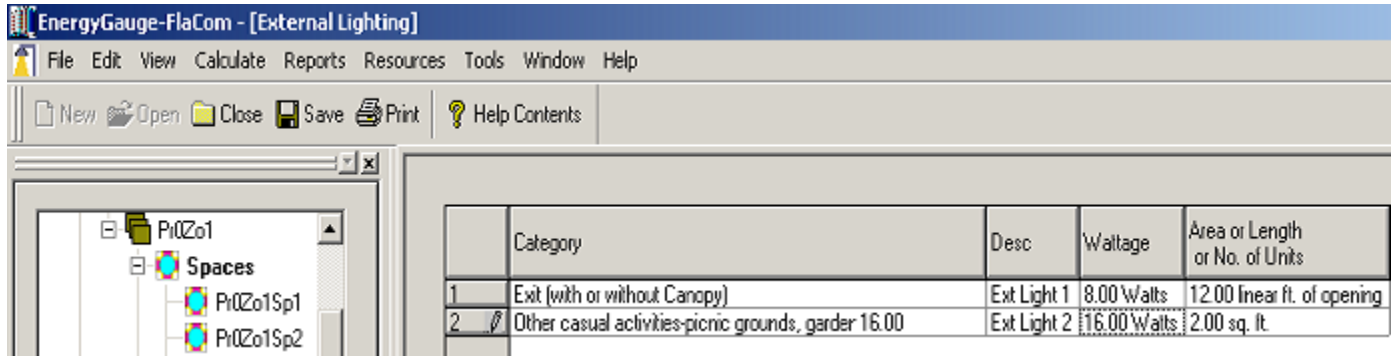 EnergyGauge-FlaCom - [External Lighting]
File Edit View Calculate Reports Resources Tools Window Help
New Open Close Save Print Help Contents
Pr0Zo1
Spaces
Pr0Zo1Sp1
Pr0Zo1Sp2
Category Desc Wattage Area or Length
or No. of Units
1 Exit (with or without Canopy) Ext Light 1 8.00 Watts 12.00 linear ft. of opening
2 Other casual activities-picnic grounds, garder 16.00 Ext Light 2 16.00 Watts 2.00 sq. ft.